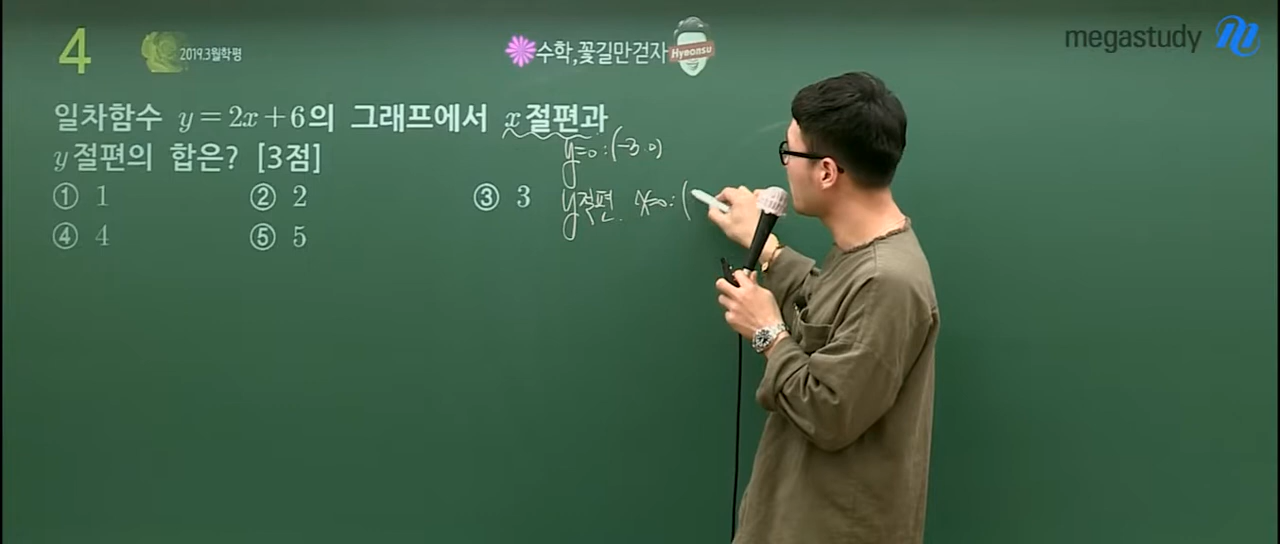 4
2019.3월학평
수학,꽃길만걷자
Hyeonsu
megastudy
일차함수 y=2x+6의 그래프에서 x절편과
y절편의 합은? [3점]
y=0:(-3.0)
① 1 ② 2 ③ 3
y절편. x=0:(
④ 4 ⑤ 5